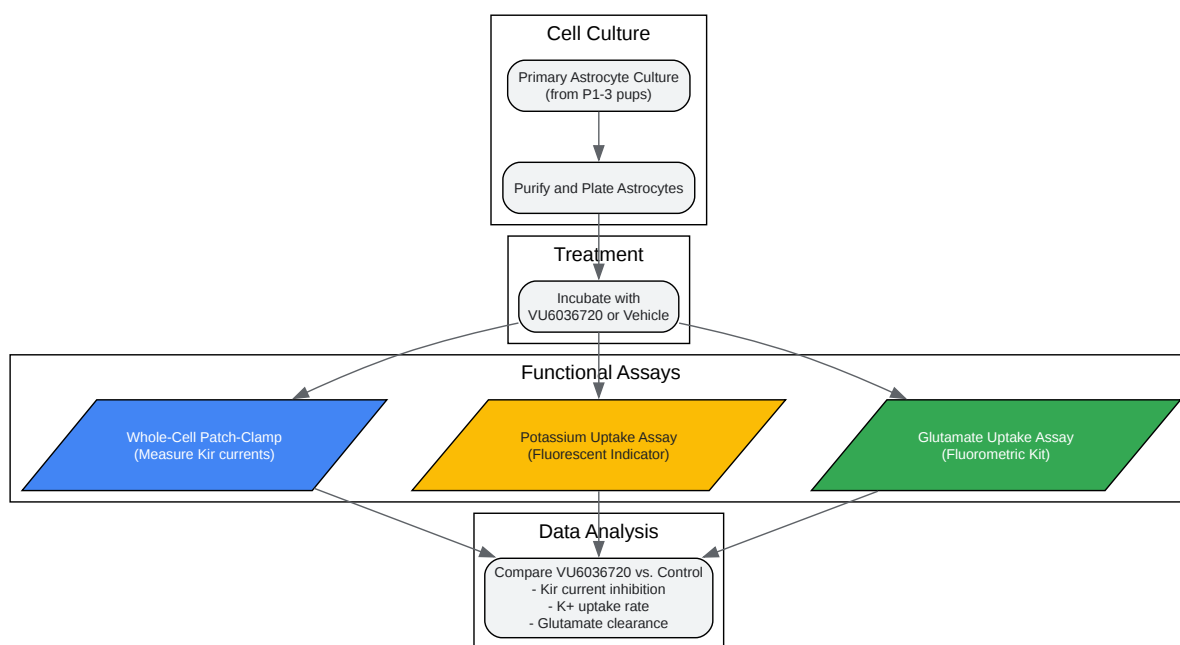 Cell Culture
Primary Astrocyte Culture
(from P1-3 pups)
Purify and Plate Astrocytes
Treatment
Incubate with
VU6036720 or Vehicle
Functional Assays
Whole-Cell Patch-Clamp
(Measure Kir currents)
Potassium Uptake Assay
(Fluorescent Indicator)
Glutamate Uptake Assay
(Fluorometric Kit)
Data Analysis
Compare VU6036720 vs. Control
- Kir current inhibition
- K+ uptake rate
- Glutamate clearance